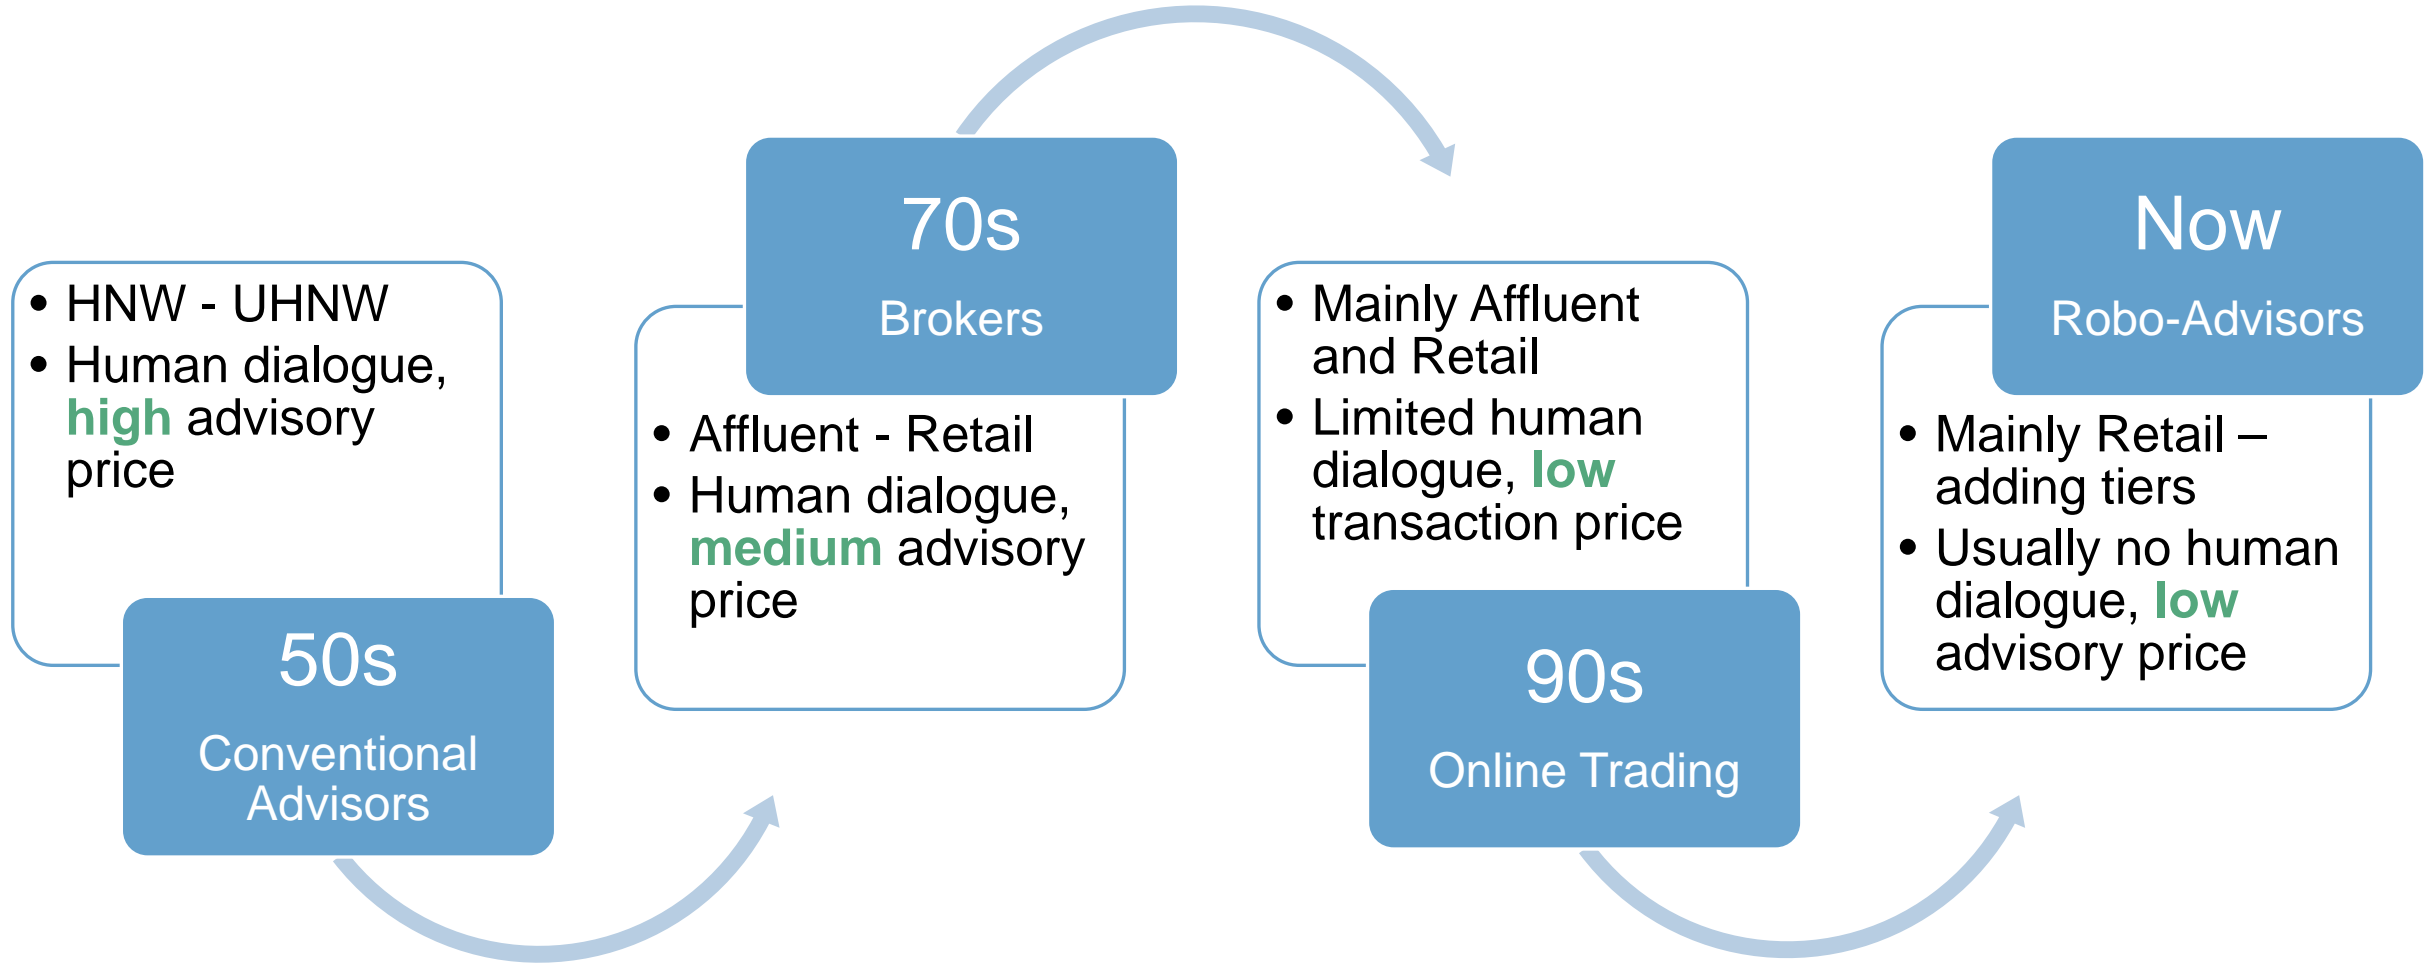 • HNW - UHNW
• Human dialogue,
high advisory
price
50s
Conventional
Advisors
70s
Brokers
• Affluent - Retail
• Human dialogue,
medium advisory
price
• Mainly Affluent
and Retail
• Limited human
dialogue, low
transaction price
90s
Online Trading
Now
Robo-Advisors
• Mainly Retail –
adding tiers
• Usually no human
dialogue, low
advisory price